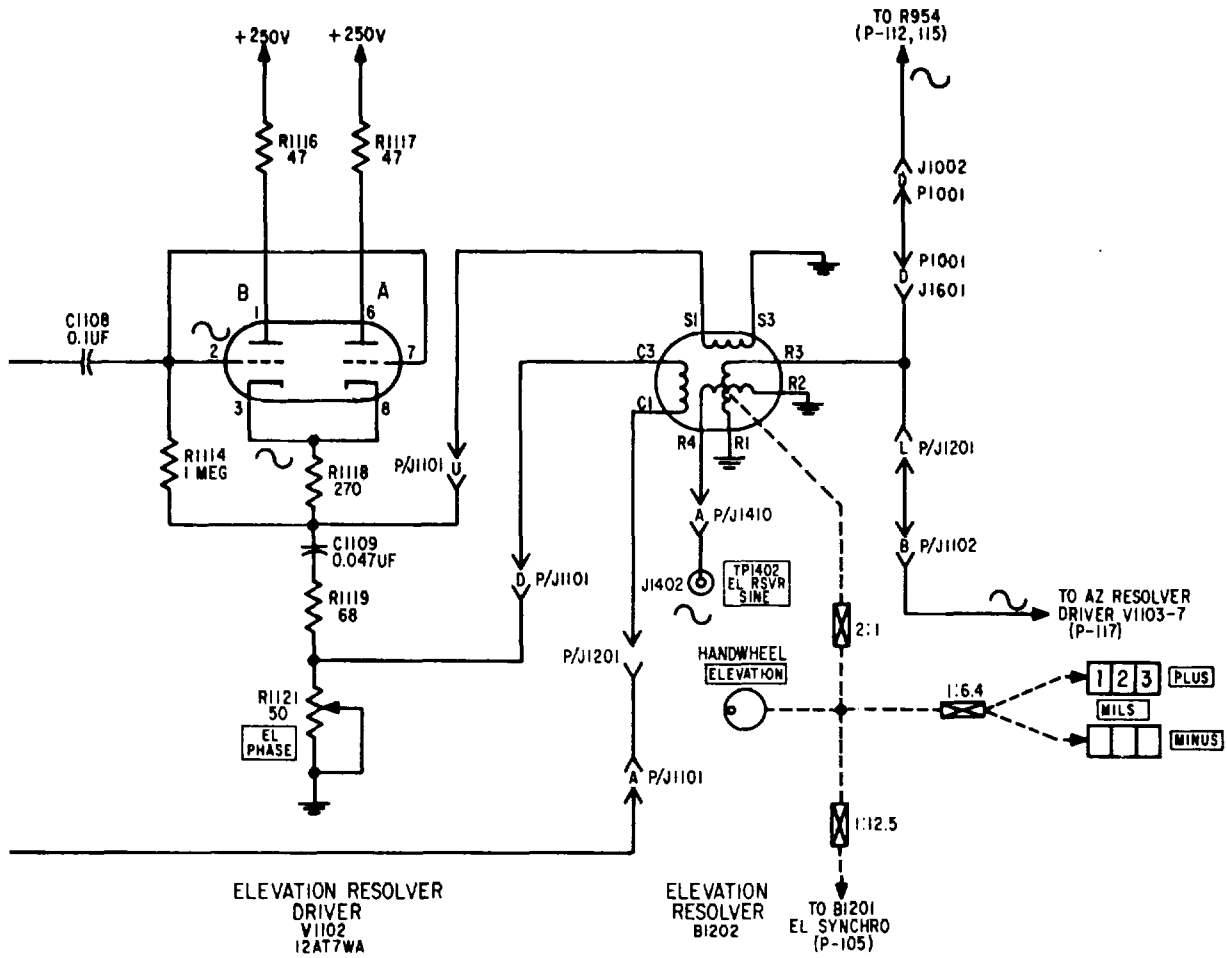 TO R954
(P-112, 115)
+250V
+250V
R1116
47
R1117
47
J1002
D
P1001
P1001
D
J1601
B
A
1
6
C1108
0.1UF
2
7
3
8
S1
S3
C3
R3
R2
C1
R4
R1
R1114
1 MEG
R1118
270
P/J1101
U
L
P/J1201
A
P/J1410
C1109
0.047UF
B
P/J1102
D
P/J1101
J1402
TP1402
EL RSVR
SINE
R1119
68
TO AZ RESOLVER
DRIVER V1103-7
(P-117)
2:1
P/J1201
HANDWHEEL
ELEVATION
R1121
50
EL
PHASE
1:6.4
1 2 3
PLUS
MILS
MINUS
A
P/J1101
1:12.5
ELEVATION RESOLVER
DRIVER
V1102
12AT7WA
ELEVATION
RESOLVER
B1202
TO B1201
EL SYNCHRO
(P-105)